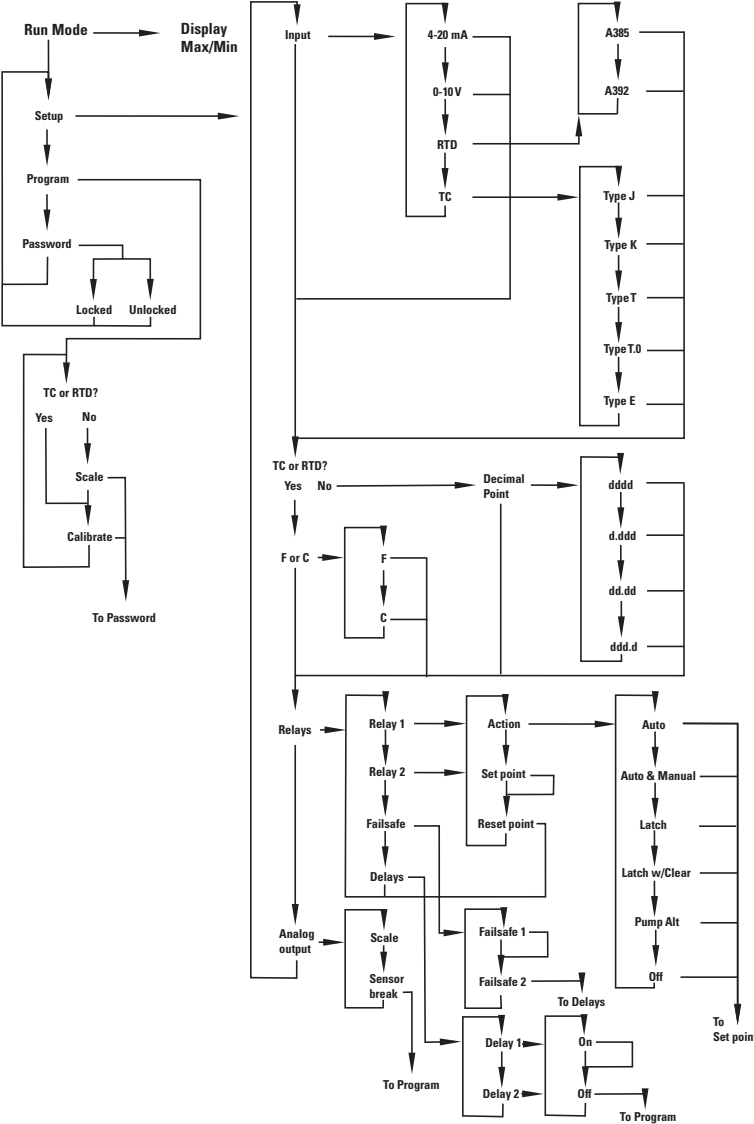 Run Mode
Display
Max/Min
Setup
Program
Password
Locked
Unlocked
TC or RTD?
Yes
No
Scale
Calibrate
To Password
Input
4-20 mA
0-10 V
RTD
TC
A385
A392
Type J
Type K
Type T
Type T.0
Type E
TC or RTD?
Yes
No
Decimal
Point
dddd
d.ddd
dd.dd
ddd.d
F or C
F
C
Relays
Relay 1
Relay 2
Failsafe
Delays
Action
Set point
Reset point
Auto
Auto & Manual
Latch
Latch w/Clear
Pump Alt
Off
To
Set poin
Analog
output
Scale
Sensor
break
To Program
Failsafe 1
Failsafe 2
To Delays
Delay 1
Delay 2
On
Off
To Program